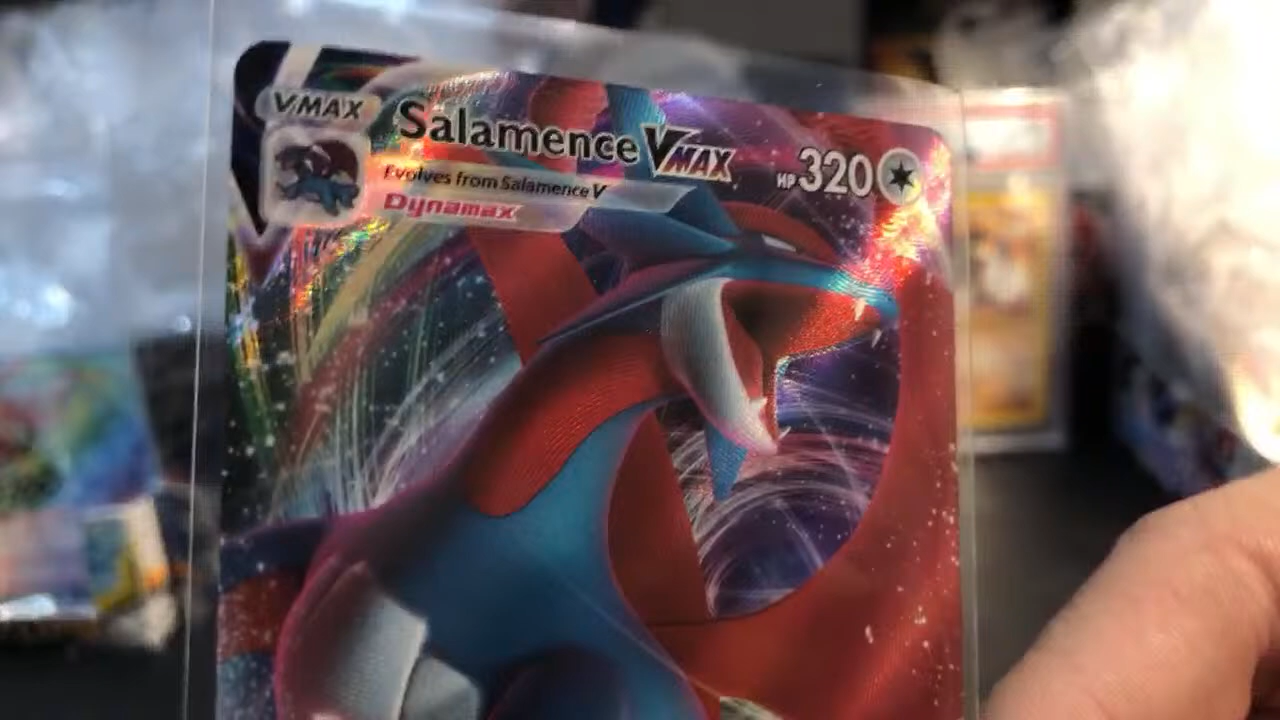 VMAX
Salamence VMAX
HP 320
Evolves from Salamence V
Dynamax